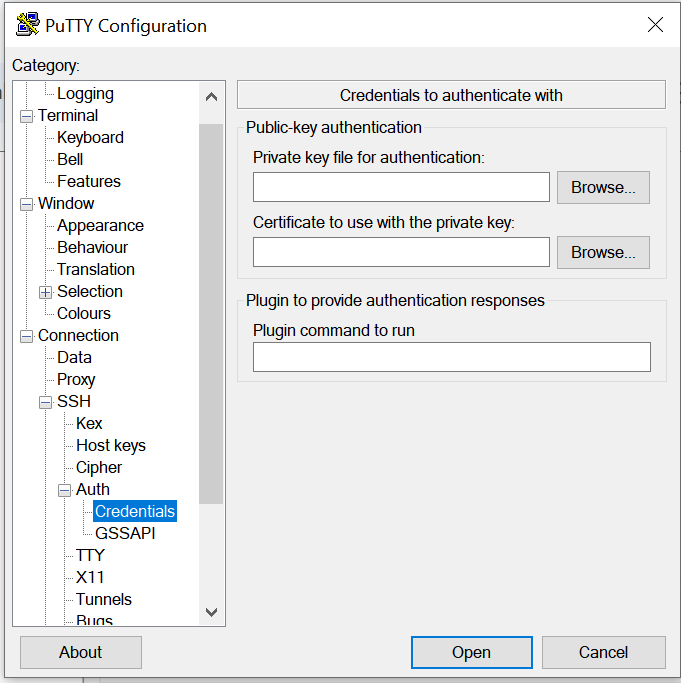 PuTTY Configuration
Category:
Logging
Terminal
Keyboard
Bell
Features
Window
Appearance
Behaviour
Translation
Selection
Colours
Connection
Data
Proxy
SSH
Kex
Host keys
Cipher
Auth
Credentials
GSSAPI
TTY
X11
Tunnels
Bugs
Credentials to authenticate with
Public-key authentication
Private key file for authentication:
Browse...
Certificate to use with the private key:
Browse...
Plugin to provide authentication responses
Plugin command to run
About
Open
Cancel